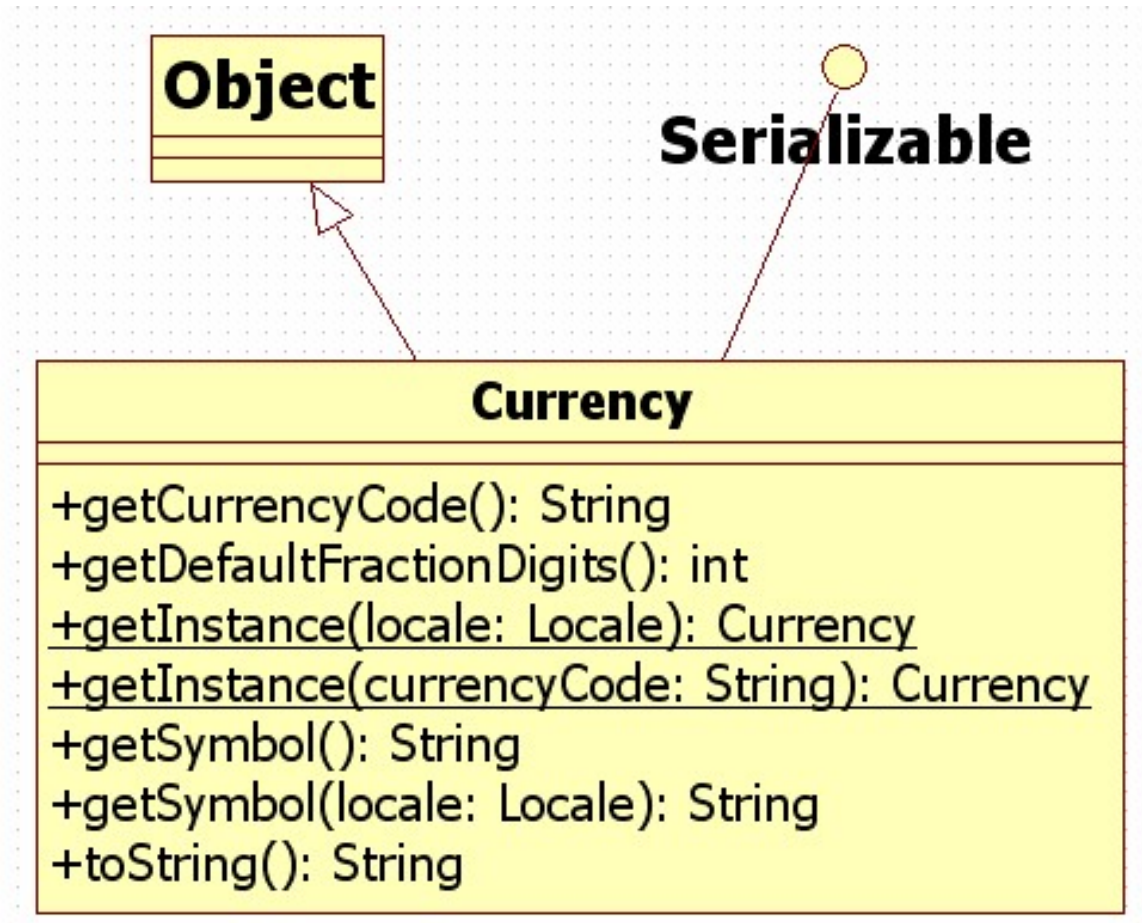 Object
Serializable
Currency
+getCurrencyCode(): String
+getDefaultFractionDigits(): int
+getInstance(locale: Locale): Currency
+getInstance(currencyCode: String): Currency
+getSymbol(): String
+getSymbol(locale: Locale): String
+toString(): String